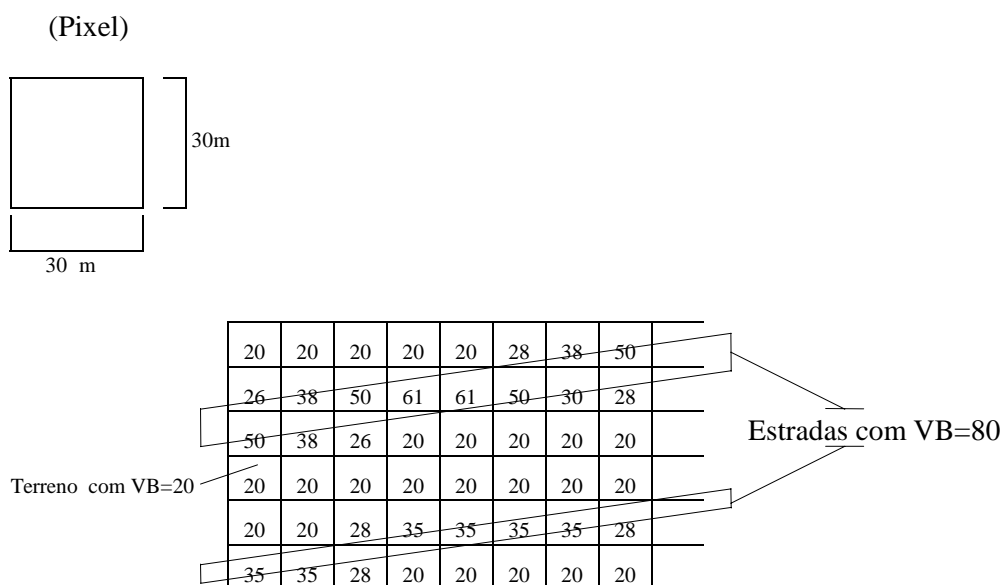 (Pixel)
30m
30 m
20 20 20 20 20 28 38 50
26 38 50 61 61 50 30 28
50 38 26 20 20 20 20 20
Estradas com VB=80
Terreno com VB=20
20 20 20 20 20 20 20 20
20 20 28 35 35 35 35 28
35 35 28 20 20 20 20 20